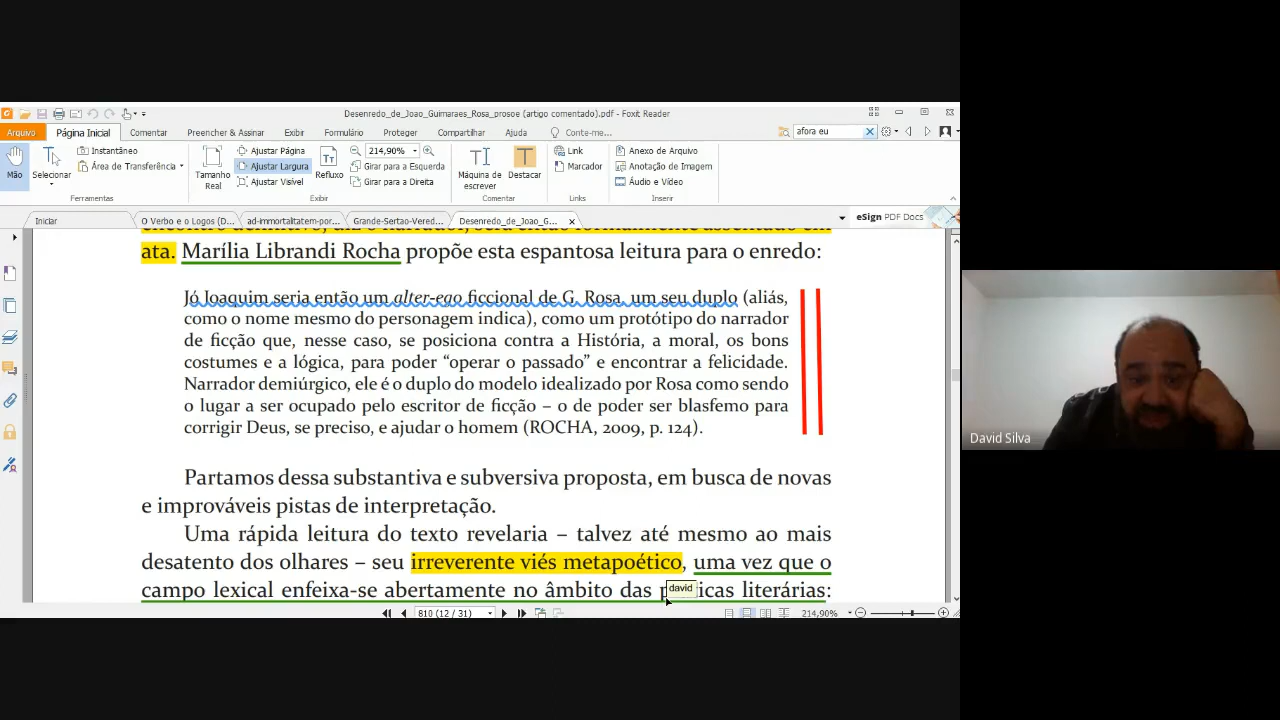 Desenredo_de_Joao_Guimaraes_Rosa_prosoe (artigo comentado).pdf - Foxit Reader
Arquivo Página Inicial Comentar Preencher & Assinar Exibir Formulário Proteger Compartilhar Ajuda Conte-me... afora eu
Mão
Selecionar
Instantâneo
Área de Transferência
Ferramentas
Tamanho Real
Ajustar Página
Ajustar Largura
Ajustar Visível
Refluxo
214,90%
Girar para a Esquerda
Girar para a Direita
Exibir
Máquina de escrever
Destacar
Comentar
Link
Marcador
Links
Anexo de Arquivo
Anotação de Imagem
Áudio e Vídeo
Inserir
Iniciar O Verbo e o Logos (D... ad-immortalitatem-por... Grande-Sertao-Vered... Desenredo_de_Joao_G... eSign PDF Docs
encontro definitivo, diz o narrador, será então formalmente assentado em
ata. Marília Librandi Rocha propõe esta espantosa leitura para o enredo:
Jó Joaquim seria então um alter-ego ficcional de G. Rosa, um seu duplo (aliás,
como o nome mesmo do personagem indica), como um protótipo do narrador
de ficção que, nesse caso, se posiciona contra a História, a moral, os bons
costumes e a lógica, para poder “operar o passado” e encontrar a felicidade.
Narrador demiúrgico, ele é o duplo do modelo idealizado por Rosa como sendo
o lugar a ser ocupado pelo escritor de ficção – o de poder ser blasfemo para
corrigir Deus, se preciso, e ajudar o homem (ROCHA, 2009, p. 124).
Partamos dessa substantiva e subversiva proposta, em busca de novas
e improváveis pistas de interpretação.
Uma rápida leitura do texto revelaria – talvez até mesmo ao mais
desatento dos olhares – seu irreverente viés metapoético, uma vez que o
campo lexical enfeixa-se abertamente no âmbito das p icas literárias:
david
810 (12 / 31)
214,90%
David Silva